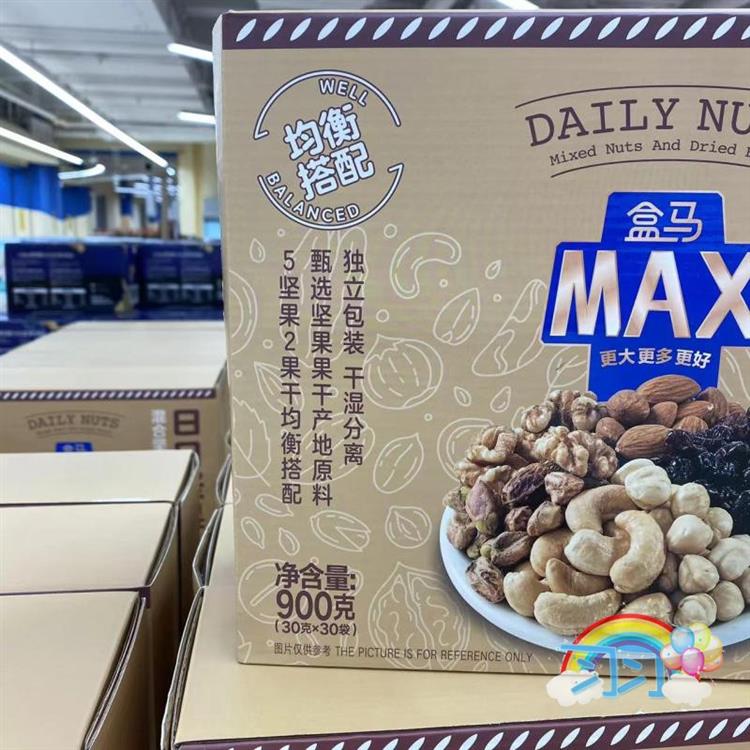 WELL
均衡
搭配
BALANCED
DAILY NU
Mixed Nuts And Dried
盒马
MAX
更大更多更好
独立包装 干湿分离
甄选坚果果干产地原料
5坚果2果干均衡搭配
净含量:
900克
(30克×30袋)
图片仅供参考 THE PICTURE IS FOR REFERENCE ONLY
DAILY NUTS
盒马
混合
日